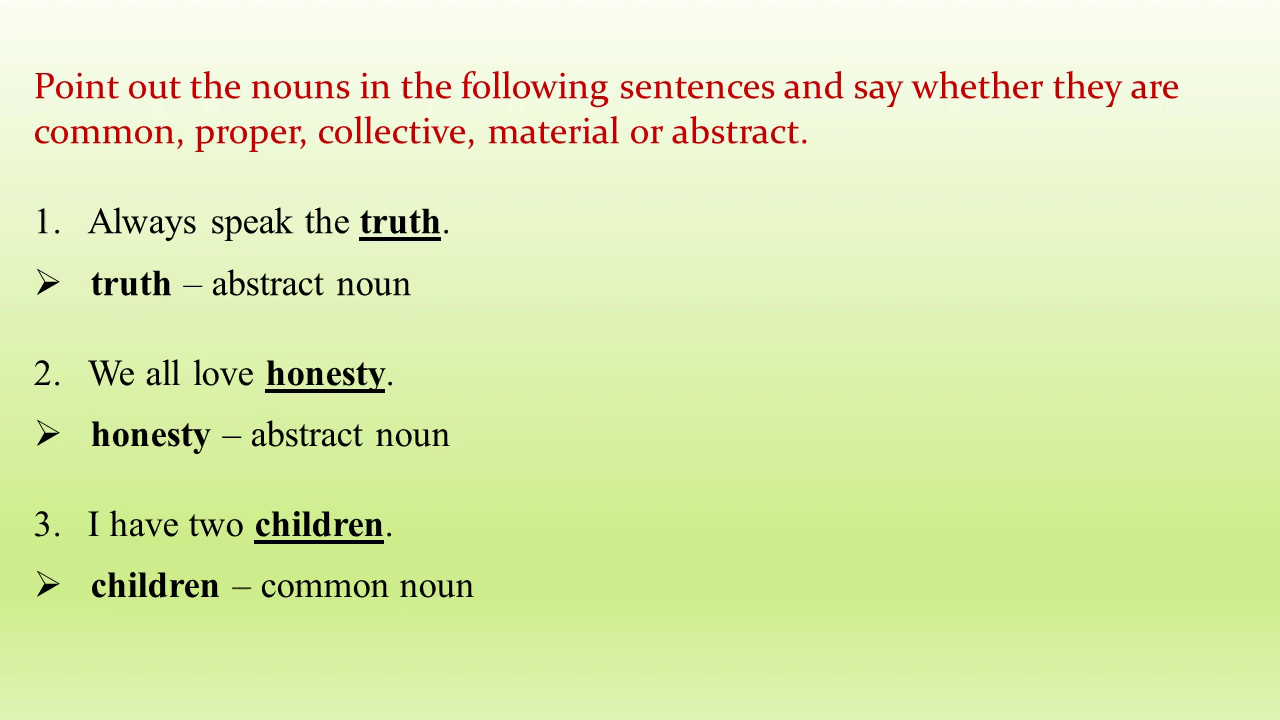 Point out the nouns in the following sentences and say whether they are
common, proper, collective, material or abstract.
1. Always speak the truth.
➢ truth – abstract noun
2. We all love honesty.
➢ honesty – abstract noun
3. I have two children.
➢ children – common noun